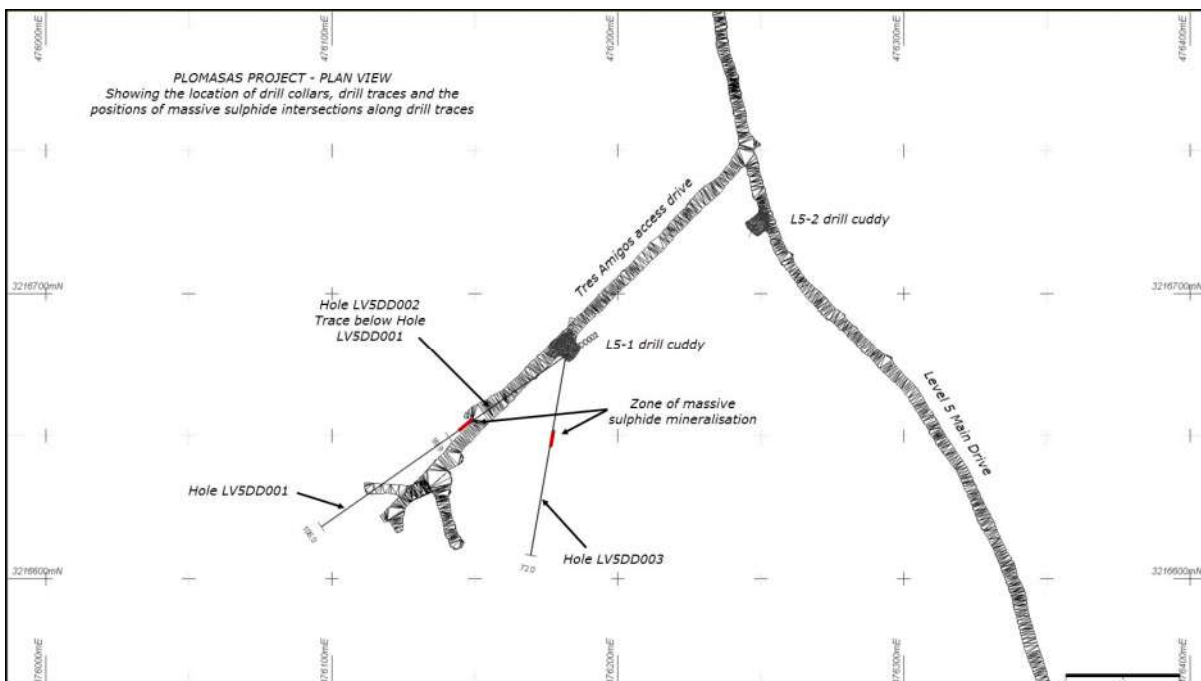 476000mE
476100mE
476200mE
476300mE
476400mE
PLOMASAS PROJECT - PLAN VIEW
Showing the location of drill collars, drill traces and the
positions of massive sulphide intersections along drill traces
Tres Amigos access drive
L5-2 drill cuddy
3216700mN
3216700mN
Hole LV5DD002
Trace below Hole
LV5DD001
L5-1 drill cuddy
Zone of massive
sulphide mineralisation
Level 5 Main Drive
Hole LV5DD001
106.0
Hole LV5DD003
72.0
3216600mN
3216600mN
476000mE
476100mE
476200mE
476300mE
476400mE